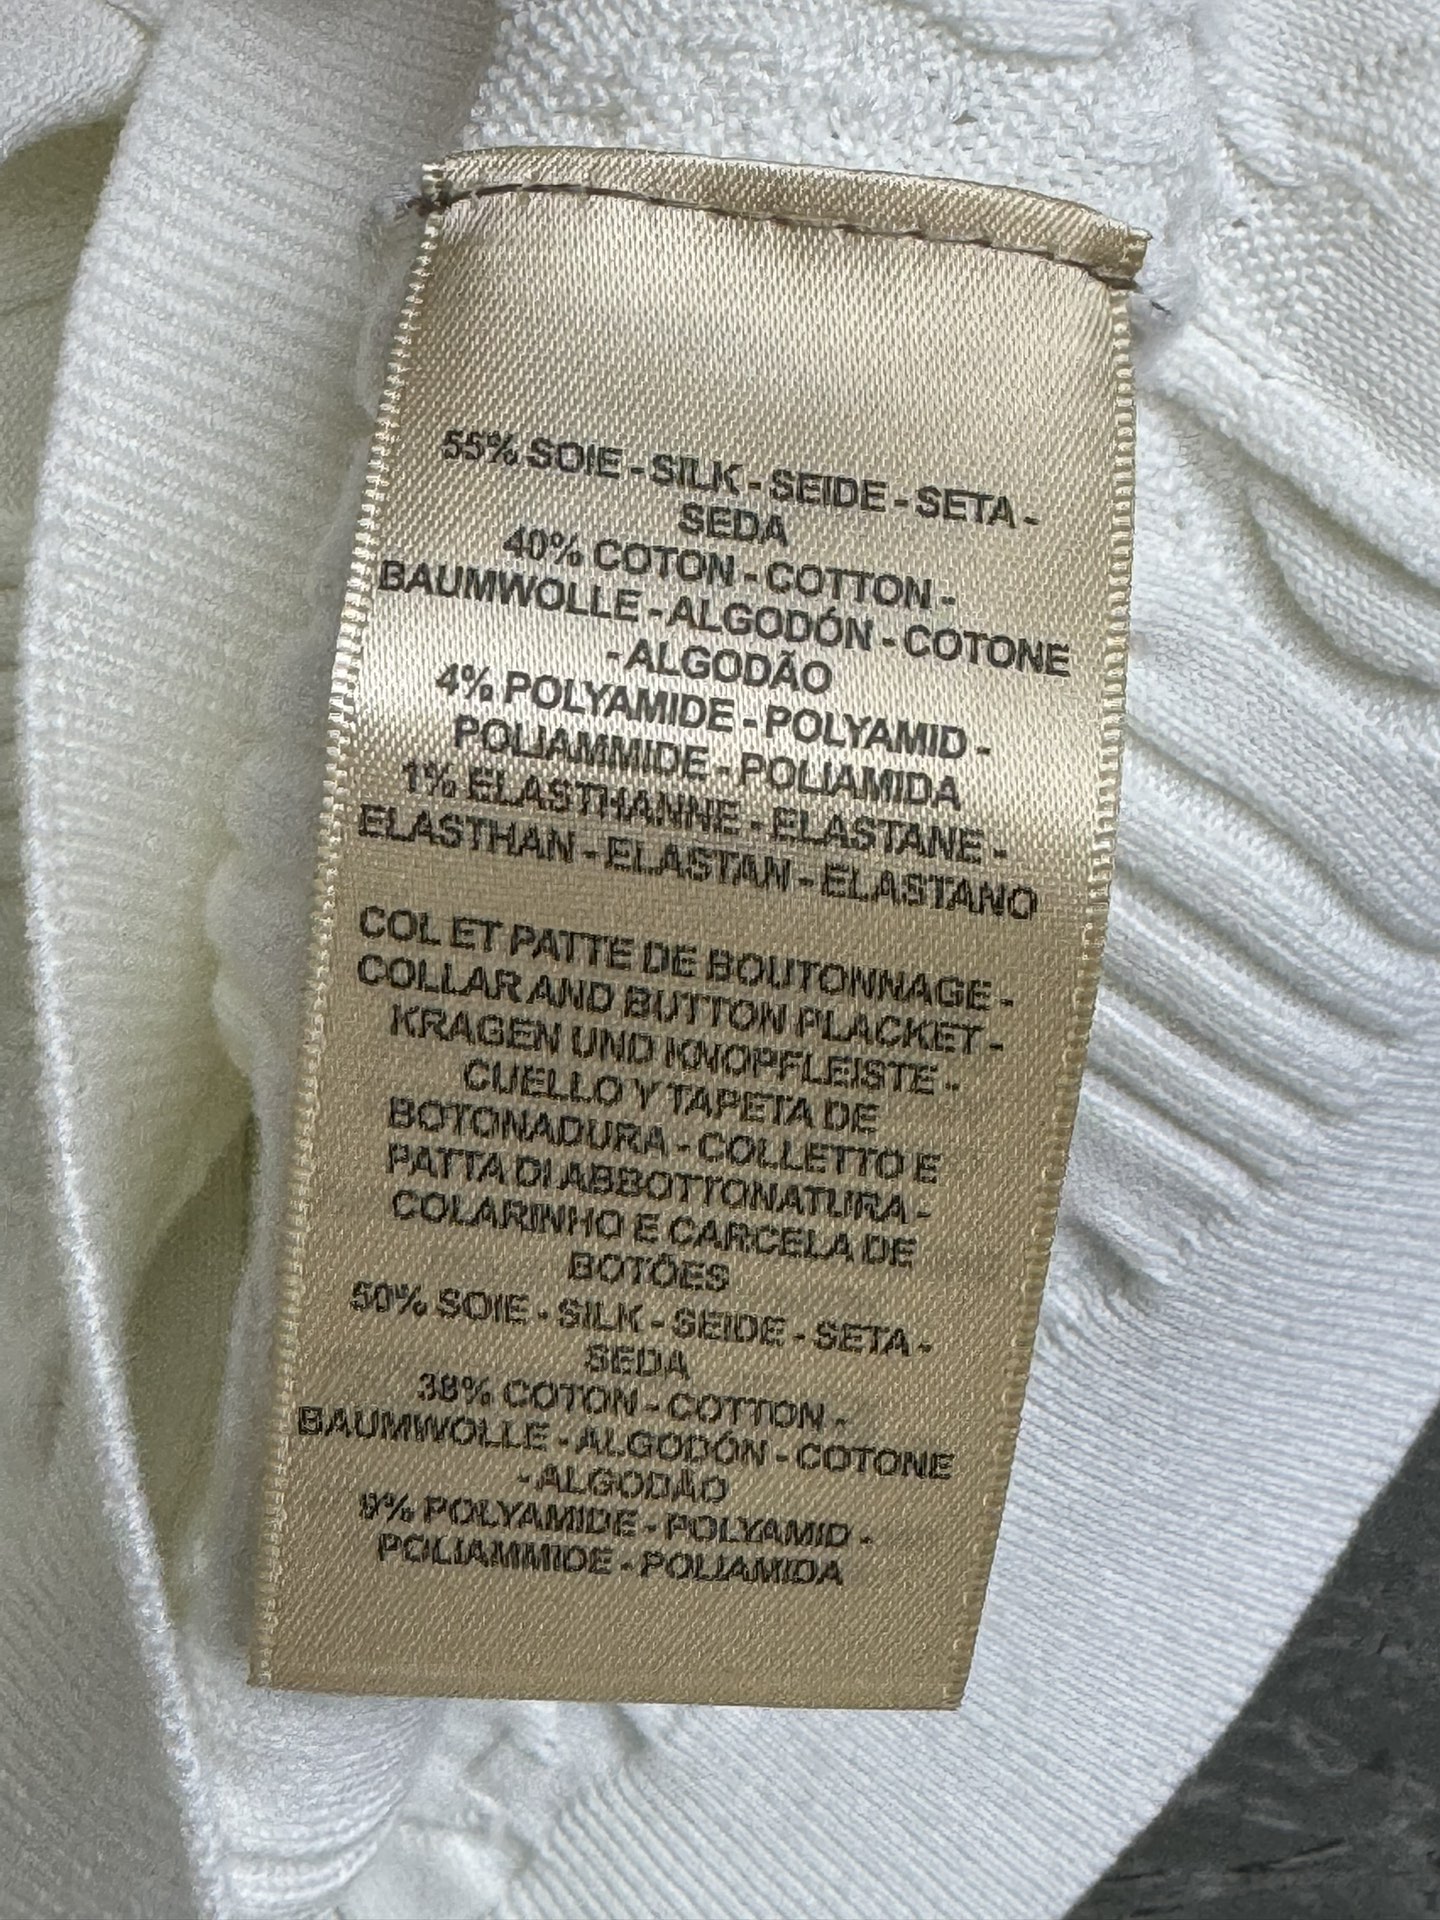 55% SOIE - SILK - SEIDE - SETA -
SEDA
40% COTON - COTTON -
BAUMWOLLE - ALGODÓN - COTONE
- ALGODÃO
4% POLYAMIDE - POLYAMID -
POLIAMMIDE - POLIAMIDA
1% ELASTHANNE - ELASTANE -
ELASTHAN - ELASTAN - ELASTANO
COL ET PATTE DE BOUTONNAGE -
COLLAR AND BUTTON PLACKET -
KRAGEN UND KNOPFLEISTE -
CUELLO Y TAPETA DE
BOTONADURA - COLLETTO E
PATTA DI ABBOTTONATURA -
COLARINHO E CARCELA DE
BOTÕES
50% SOIE - SILK - SEIDE - SETA -
SEDA
38% COTON - COTTON -
BAUMWOLLE - ALGODÓN - COTONE
- ALGODÃO
9% POLYAMIDE - POLYAMID -
POLIAMMIDE - POLIAMIDA